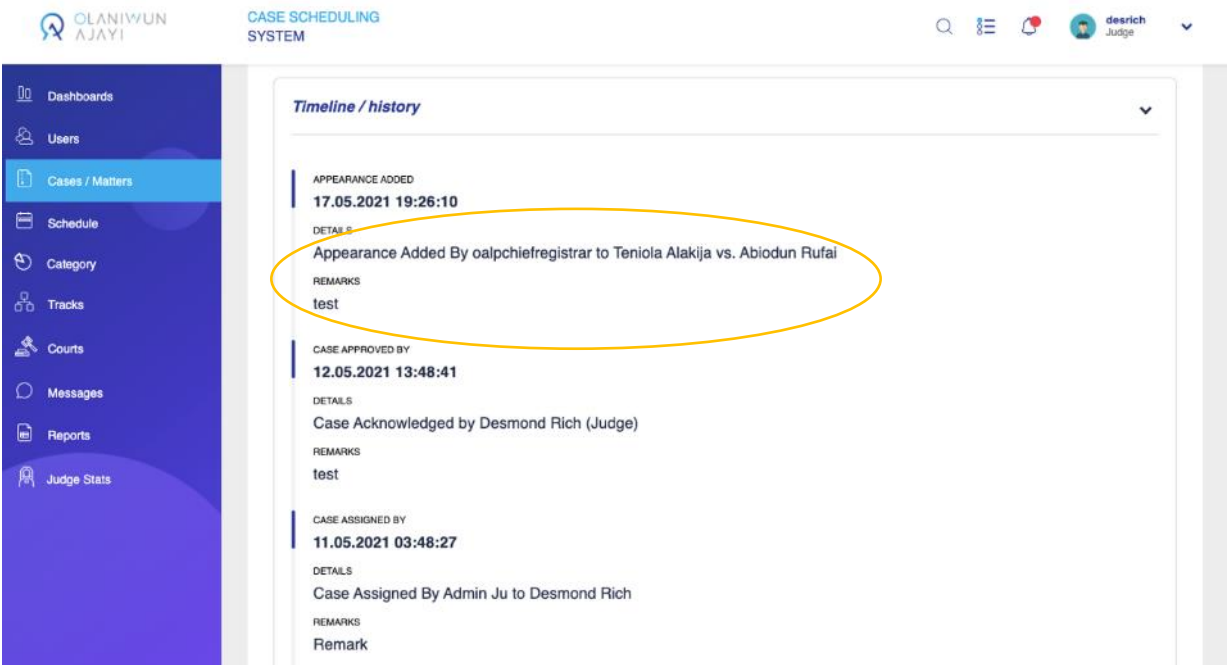 OLANIWUN
AJAYI
CASE SCHEDULING
SYSTEM
desrich
Judge
Dashboards
Users
Cases / Matters
Schedule
Category
Tracks
Courts
Messages
Reports
Judge Stats
Timeline / history
APPEARANCE ADDED
17.05.2021 19:26:10
DETAILS
Appearance Added By oalpchiefregistrar to Teniola Alakija vs. Abiodun Rufai
REMARKS
test
CASE APPROVED BY
12.05.2021 13:48:41
DETAILS
Case Acknowledged by Desmond Rich (Judge)
REMARKS
test
CASE ASSIGNED BY
11.05.2021 03:48:27
DETAILS
Case Assigned By Admin Ju to Desmond Rich
REMARKS
Remark